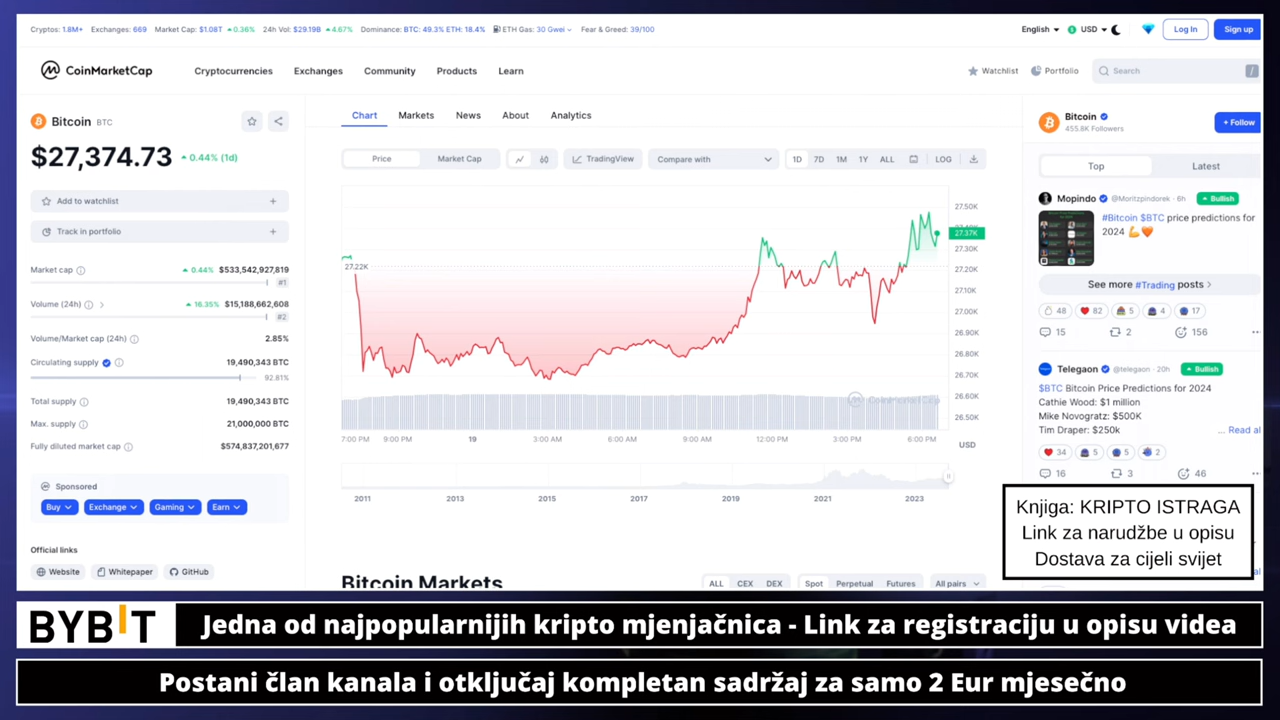 Cryptos: 1.8M+ Exchanges: 669 Market Cap: $1.08T 0.36% 24h Vol: $29.19B 4.67% Dominance: BTC: 49.3% ETH: 18.4% ETH Gas: 30 Gwei Fear & Greed: 39/100
English USD Log In Sign up
CoinMarketCap Cryptocurrencies Exchanges Community Products Learn
Watchlist Portfolio Search /
Bitcoin BTC
$27,374.73 0.44% (1d)
Add to watchlist +
Track in portfolio +
Market cap 0.44% $533,542,927,819
#1
Volume (24h) 16.35% $15,188,662,608
#2
Volume/Market cap (24h) 2.85%
Circulating supply 19,490,343 BTC
92.81%
Total supply 19,490,343 BTC
Max. supply 21,000,000 BTC
Fully diluted market cap $574,837,201,677
Sponsored
Buy Exchange Gaming Earn
Official links
Website Whitepaper GitHub
Chart Markets News About Analytics
Price Market Cap TradingView Compare with 1D 7D 1M 1Y ALL LOG
27.50K
27.37K
27.30K
27.22K
27.20K
27.10K
27.00K
26.90K
26.80K
26.70K
26.60K
26.50K
CoinMarketCap
7:00 PM 9:00 PM 19 3:00 AM 6:00 AM 9:00 AM 12:00 PM 3:00 PM 6:00 PM USD
2011 2013 2015 2017 2019 2021 2023
Bitcoin Markets ALL CEX DEX Spot Perpetual Futures All pairs
Bitcoin
455.8K Followers
+ Follow
Top Latest
Mopindo @Moritzpindorek · 6h Bullish
#Bitcoin $BTC price predictions for
2024
See more #Trading posts
48 82 5 4 17
15 2 156
Telegaon @telegaon · 20h Bullish
$BTC Bitcoin Price Predictions for 2024
Cathie Wood: $1 million
Mike Novogratz: $500K
Tim Draper: $250k ... Read al
34 5 5 2
16 3 46
Knjiga: KRIPTO ISTRAGA
Link za narudžbe u opisu
Dostava za cijeli svijet
BYBIT Jedna od najpopularnijih kripto mjenjačnica - Link za registraciju u opisu videa
Postani član kanala i otključaj kompletan sadržaj za samo 2 Eur mjesečno